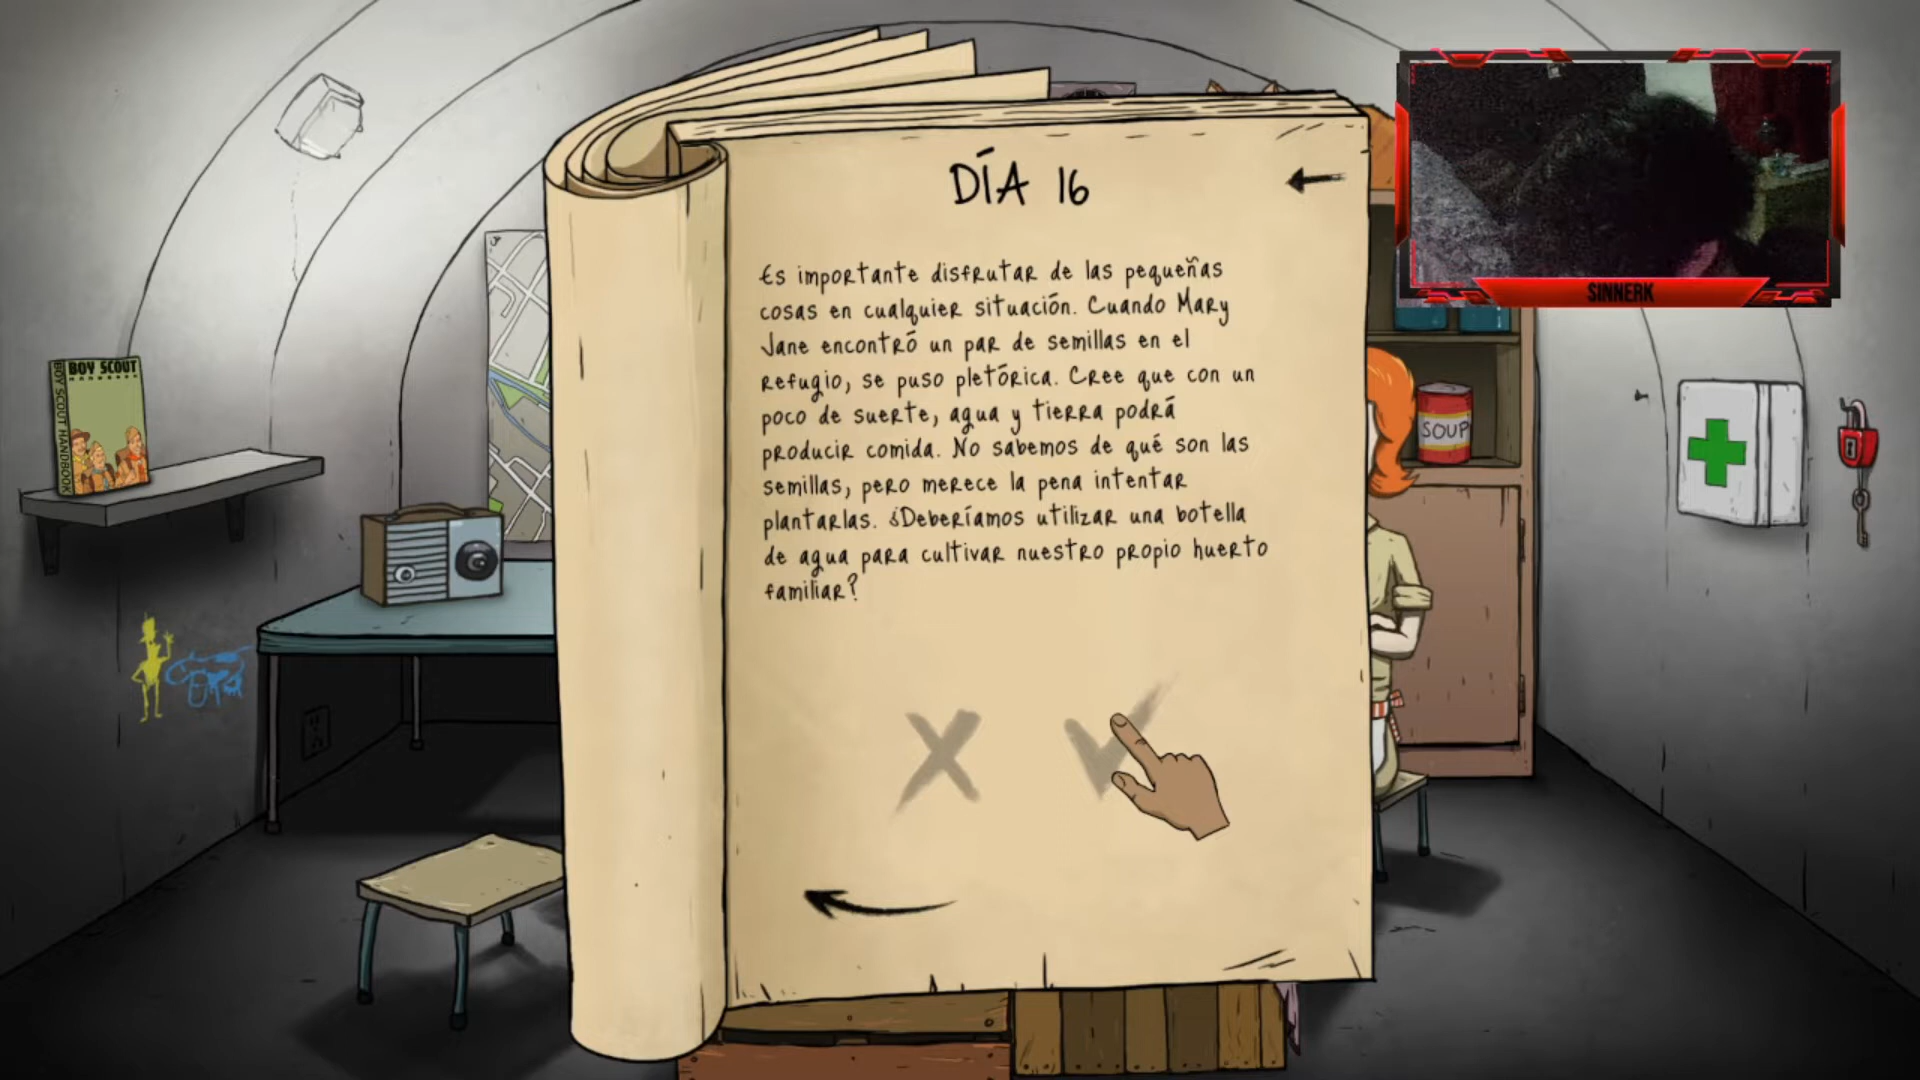 DÍA 16
Es importante disfrutar de las pequeñas
cosas en cualquier situación. Cuando Mary
Jane encontró un par de semillas en el
refugio, se puso pletórica. Cree que con un
poco de suerte, agua y tierra podrá
producir comida. No sabemos de qué son las
semillas, pero merece la pena intentar
plantarlas. ¿Deberíamos utilizar una botella
de agua para cultivar nuestro propio huerto
familiar?
SINNERK
BOY SCOUT
HANDBOOK
BOY SCOUT HANDBOOK
SOUP